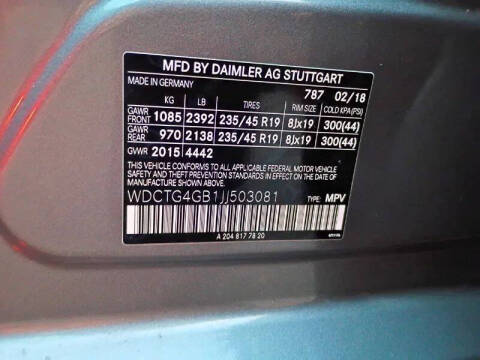 MFD BY DAIMLER AG STUTTGART
MADE IN GERMANY 787 02/18
KG LB TIRES RIM SIZE COLD KPA (PSI)
GAWR FRONT 1085 2392 235/45 R19 8Jx19 300(44)
GAWR REAR 970 2138 235/45 R19 8Jx19 300(44)
GVWR 2015 4442
THIS VEHICLE CONFORMS TO ALL APPLICABLE FEDERAL MOTOR VEHICLE
SAFETY AND THEFT PREVENTION STANDARDS IN EFFECT ON THE DATE
OF MANUFACTURE SHOWN ABOVE.
WDCTG4GB1JJ503081 TYPE: MPV
A 204 817 78 20